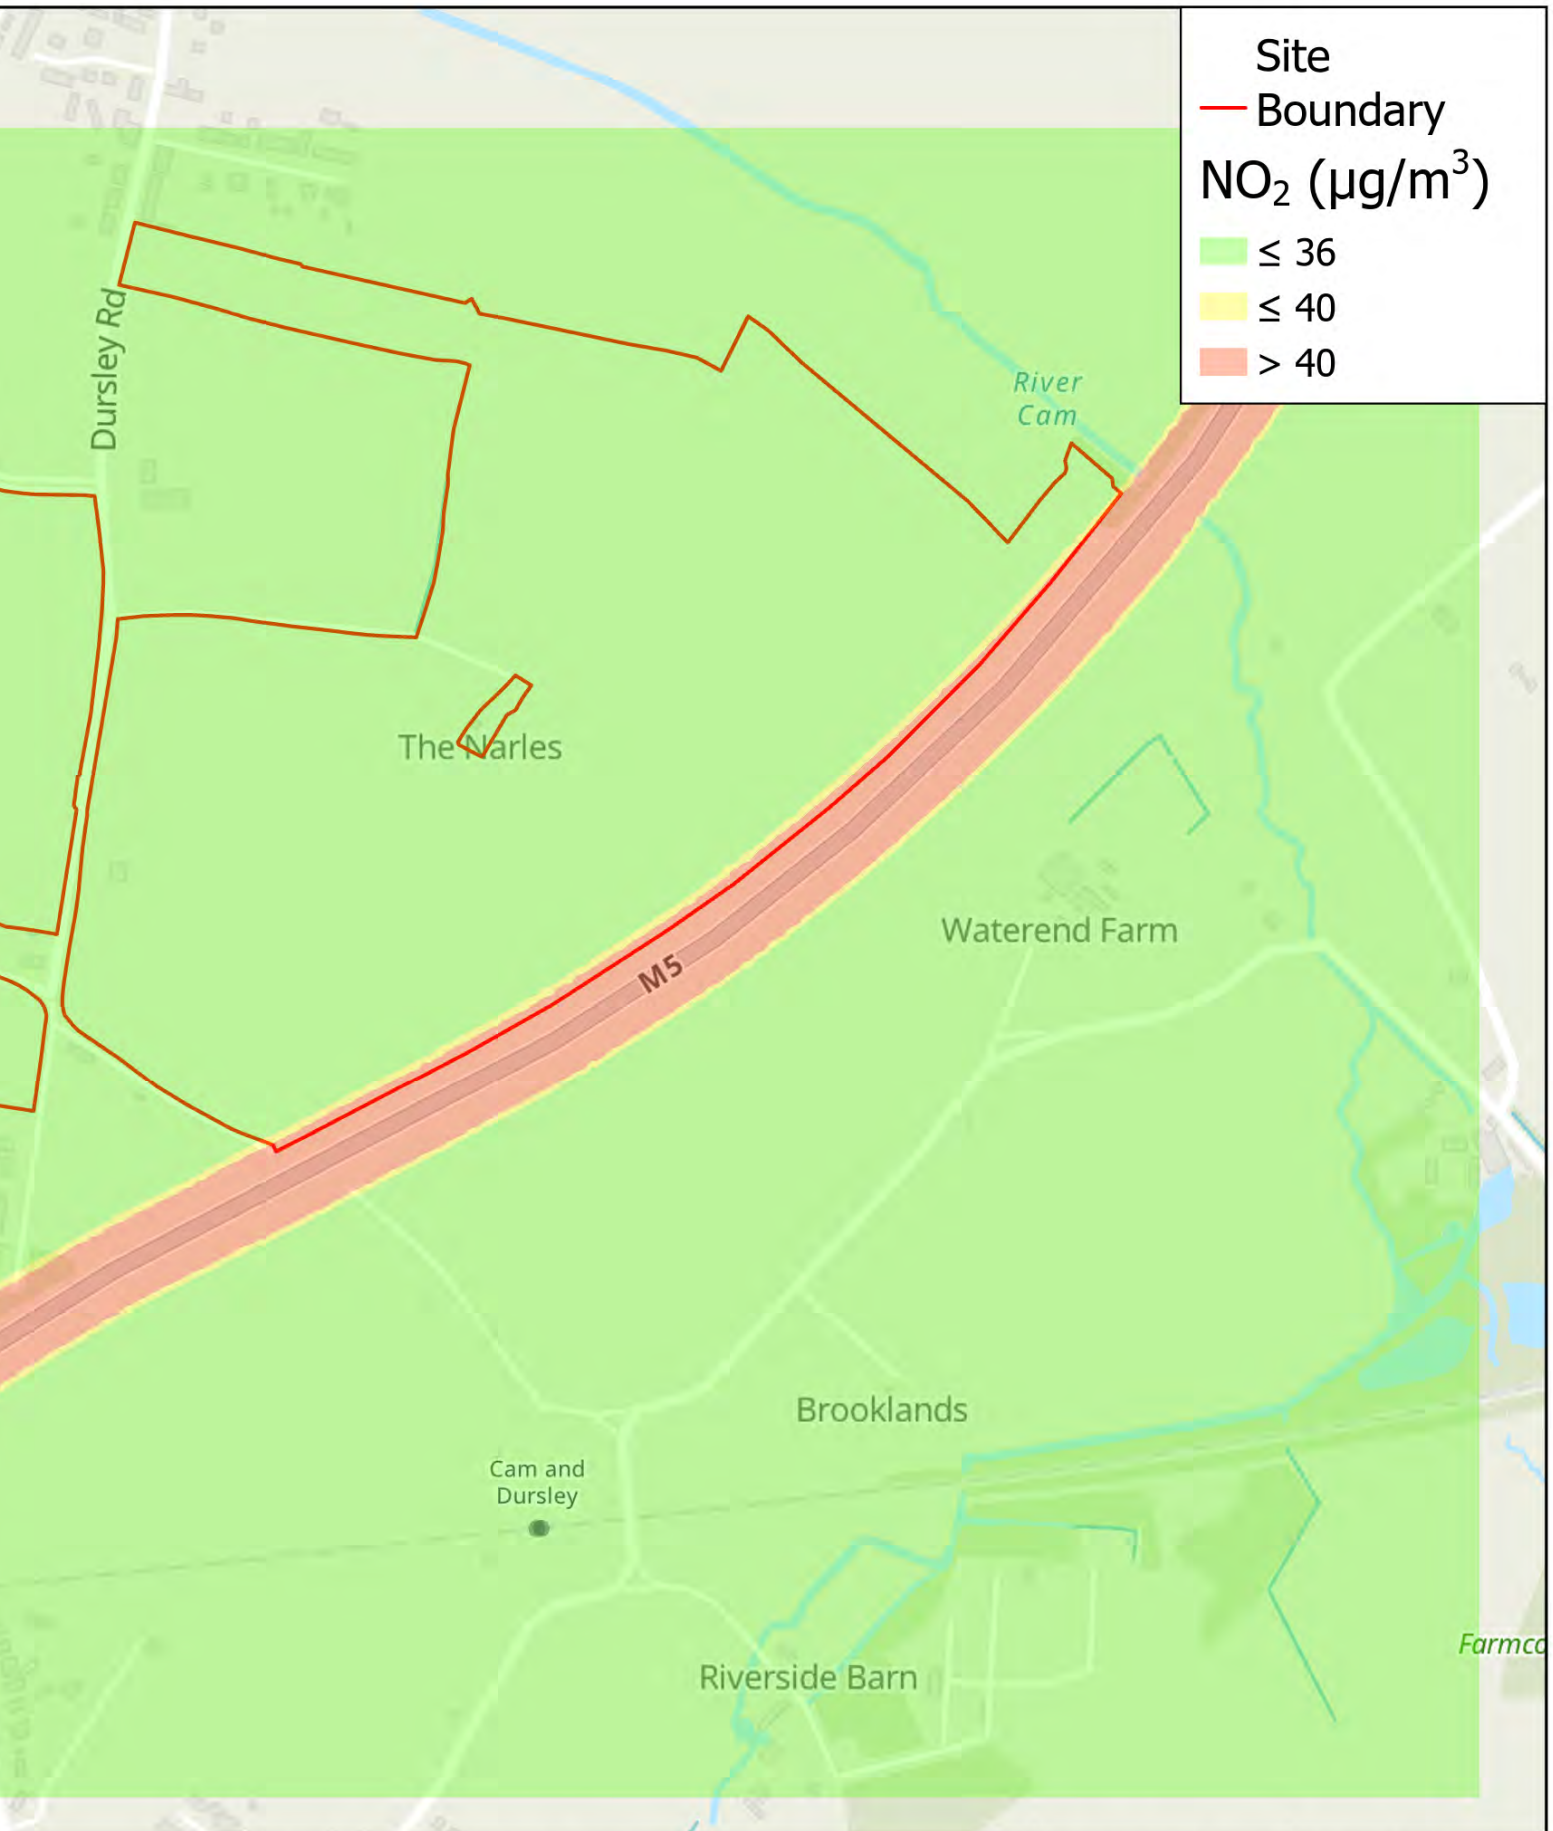 Site
Boundary
NO₂ (µg/m³)
≤ 36
≤ 40
> 40
Dursley Rd
River
Cam
The Narles
Waterend Farm
M5
Brooklands
Cam and
Dursley
Riverside Barn
Farmco